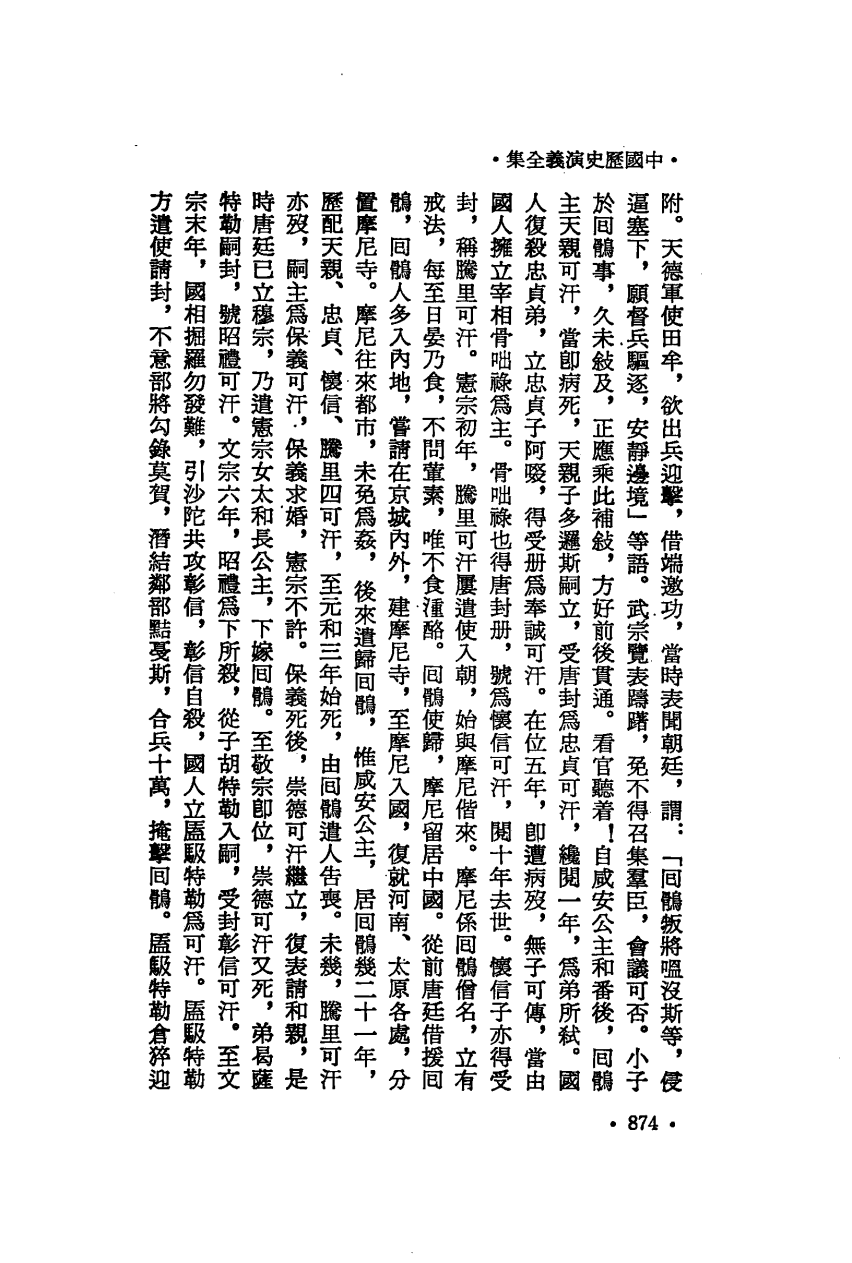 •中國歷史演義全集•
附。天德軍使田牟，欲出兵迎擊，借端邀功，當時表聞朝廷，謂：「回鶻叛將嗢沒斯等，侵
逼塞下，願督兵驅逐，安靜邊境」等語。武宗覽表躊躇，免不得召集羣臣，會議可否。小子
於回鶻事，久未敍及，正應乘此補敍，方好前後貫通。看官聽着！自咸安公主和番後，回鶻
主天親可汗，當卽病死，天親子多邏斯嗣立，受唐封爲忠貞可汗，纔閱一年，爲弟所弒。國
人復殺忠貞弟，立忠貞子阿啜，得受册爲奉誠可汗。在位五年，卽遭病歿，無子可傳，當由
國人擁立宰相骨咄祿爲主。骨咄祿也得唐封册，號爲懷信可汗，閱十年去世。懷信子亦得受
封，稱騰里可汗。憲宗初年，騰里可汗屢遣使入朝，始與摩尼偕來。摩尼係回鶻僧名，立有
戒法，每至日晏乃食，不問葷素，唯不食湩酪。回鶻使歸，摩尼留居中國。從前唐廷借援回
鶻，回鶻人多入內地，嘗請在京城內外，建摩尼寺，至摩尼入國，復就河南、太原各處，分
置摩尼寺。摩尼往來都市，未免爲姦，後來遣歸回鶻，惟咸安公主，居回鶻幾二十一年，
歷配天親、忠貞、懷信、騰里四可汗，至元和三年始死，由回鶻遣人告喪。未幾，騰里可汗
亦歿，嗣主爲保義可汗，保義求婚，憲宗不許。保義死後，崇德可汗繼立，復表請和親，是
時唐廷已立穆宗，乃遣憲宗女太和長公主，下嫁回鶻。至敬宗卽位，崇德可汗又死，弟曷薩
特勒嗣封，號昭禮可汗。文宗六年，昭禮爲下所殺，從子胡特勒入嗣，受封彰信可汗。至文
宗末年，國相掘羅勿發難，引沙陀共攻彰信，彰信自殺，國人立㕎馺特勒爲可汗。㕎馺特勒
方遣使請封，不意部將勾錄莫賀，潛結鄰部黠戛斯，合兵十萬，掩擊回鶻。㕎馺特勒倉猝迎
•874•